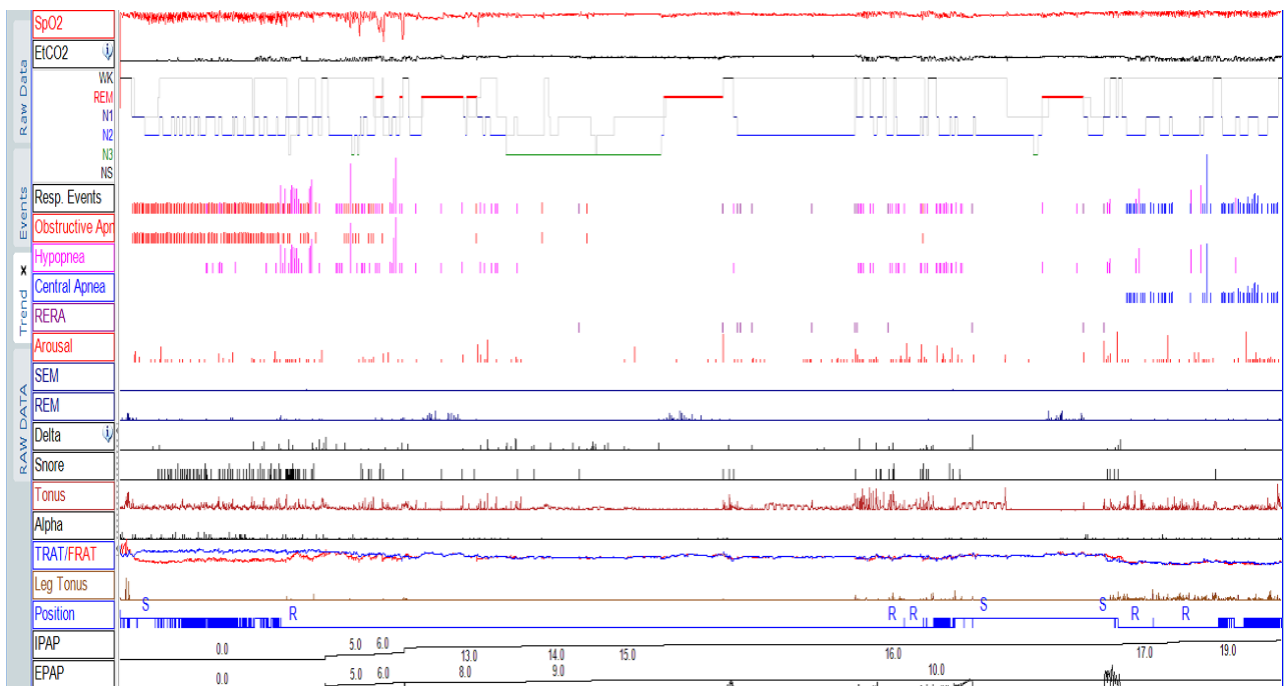 Raw Data
Events
Trend x
RAW DATA
SpO2
EtCO2 i
WK
REM
N1
N2
N3
NS
Resp. Events
Obstructive Apn
Hypopnea
Central Apnea
RERA
Arousal
SEM
REM
Delta i
Snore
Tonus
Alpha
TRAT/FRAT
Leg Tonus
Position S R R R S S R R
IPAP 0.0 5.0 6.0 13.0 14.0 15.0 16.0 17.0 19.0
EPAP 0.0 5.0 6.0 8.0 9.0 10.0